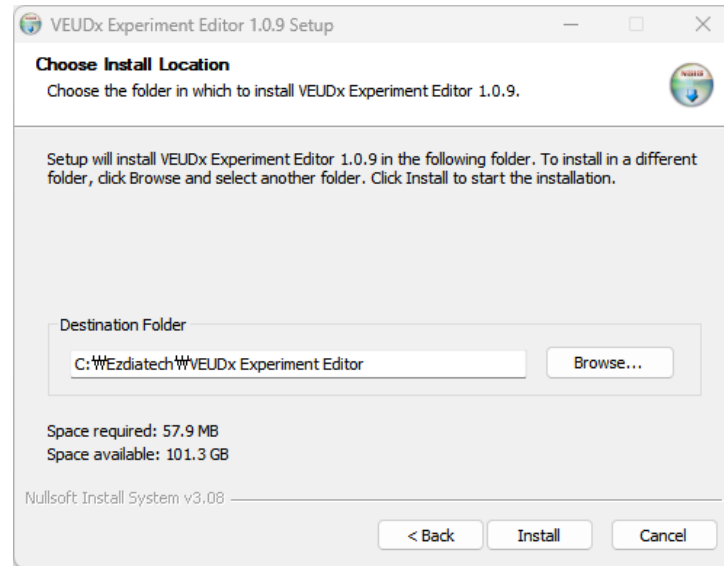 VEUDx Experiment Editor 1.0.9 Setup
Choose Install Location
Choose the folder in which to install VEUDx Experiment Editor 1.0.9.
Setup will install VEUDx Experiment Editor 1.0.9 in the following folder. To install in a different
folder, click Browse and select another folder. Click Install to start the installation.
Destination Folder
C:₩Ezdiatech₩VEUDx Experiment Editor
Browse...
Space required: 57.9 MB
Space available: 101.3 GB
Nullsoft Install System v3.08
< Back
Install
Cancel